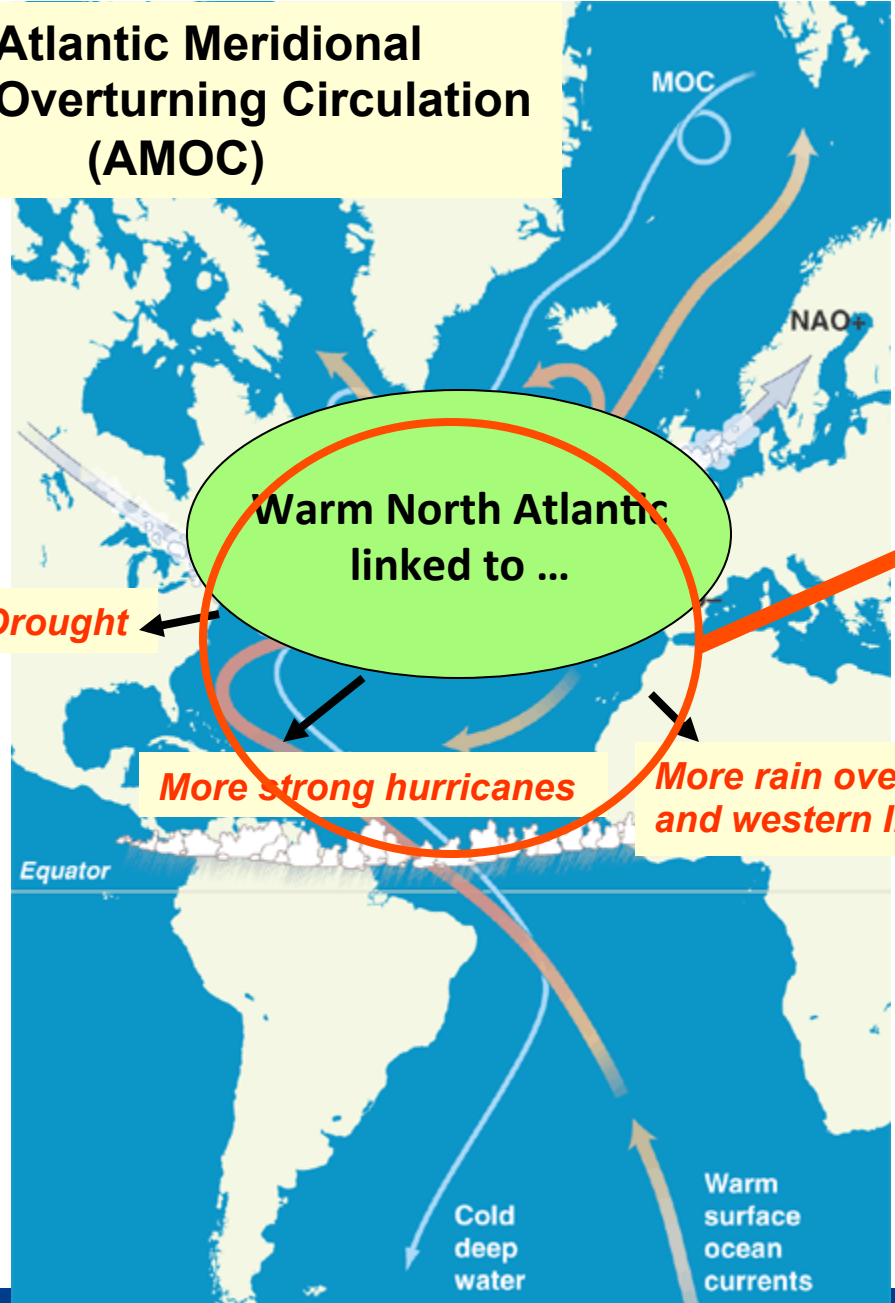 Atlantic Meridional
Overturning Circulation
(AMOC)
MOC
NAO+
Warm North Atlantic
linked to ...
Drought
More strong hurricanes
More rain ove
and western I
Equator
Cold
deep
water
Warm
surface
ocean
currents